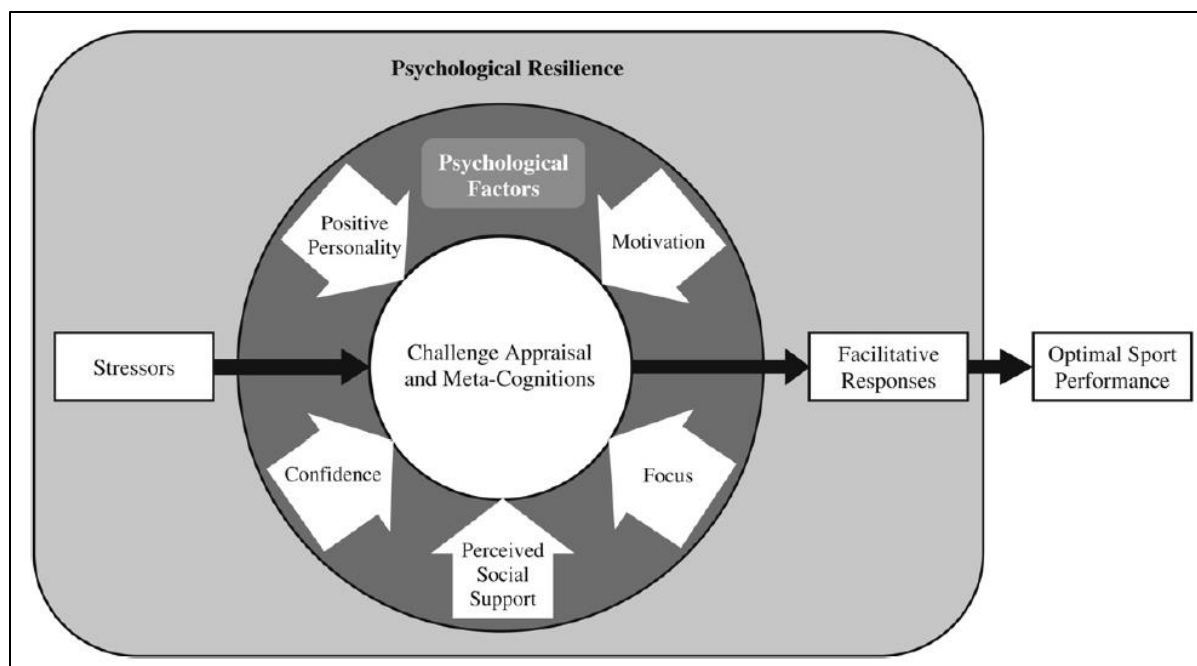 Psychological Resilience
Psychological
Factors
Positive
Personality
Motivation
Stressors
Challenge Appraisal
and Meta-Cognitions
Facilitative
Responses
Optimal Sport
Performance
Confidence
Focus
Perceived
Social
Support